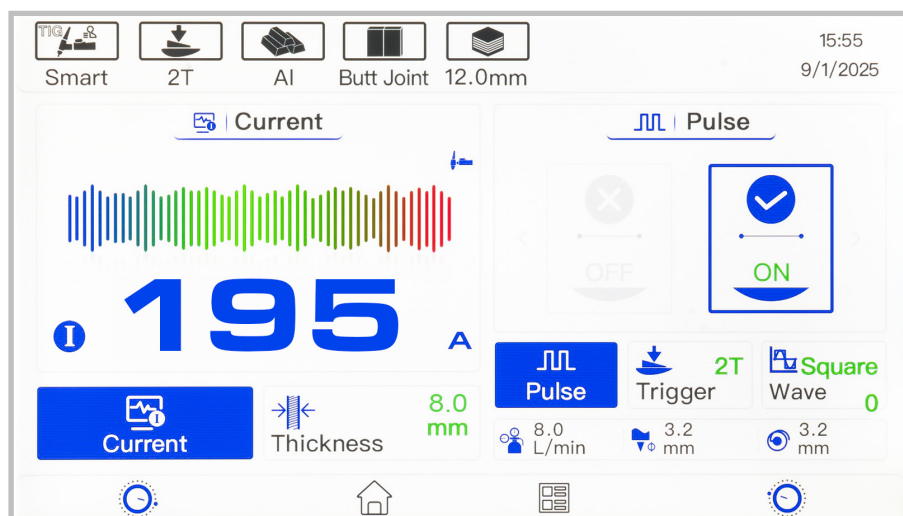 TIG
Smart
2T
Al
Butt Joint
12.0mm
15:55
9/1/2025
Current
195
I
A
Current
Thickness
8.0
mm
Pulse
OFF
ON
Pulse
2T
Trigger
Square
Wave
0
8.0
L/min
3.2
mm
3.2
mm